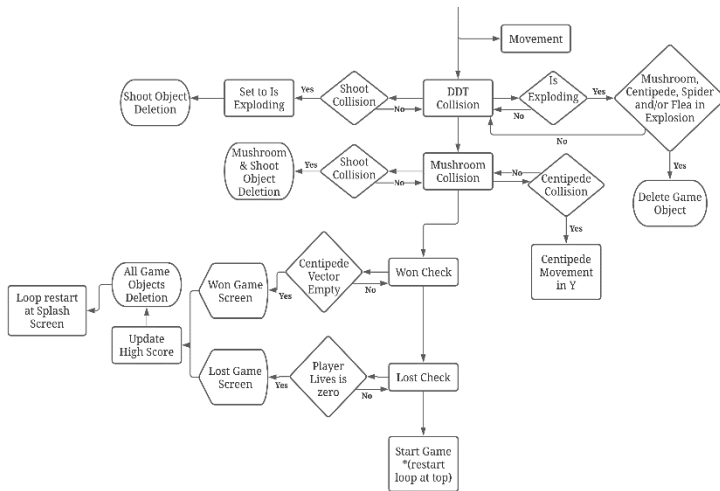 Movement
Shoot Object
Deletion
Set to Is
Exploding
Yes
Shoot
Collision
No
DDT
Collision
Is
Exploding
No
Yes
Mushroom,
Centipede, Spider
and/or Flea in
Explosion
No
Yes
Delete Game
Object
Mushroom
& Shoot
Object
Deletion
Yes
Shoot
Collision
No
Mushroom
Collision
No
Centipede
Collision
Yes
Centipede
Movement
in Y
Loop restart
at Splash
Screen
All Game
Objects
Deletion
Update
High Score
Won Game
Screen
Yes
Centipede
Vector
Empty
No
Won Check
Lost Game
Screen
Yes
Player
Lives is
zero
No
Lost Check
Start Game
*(restart
loop at top)